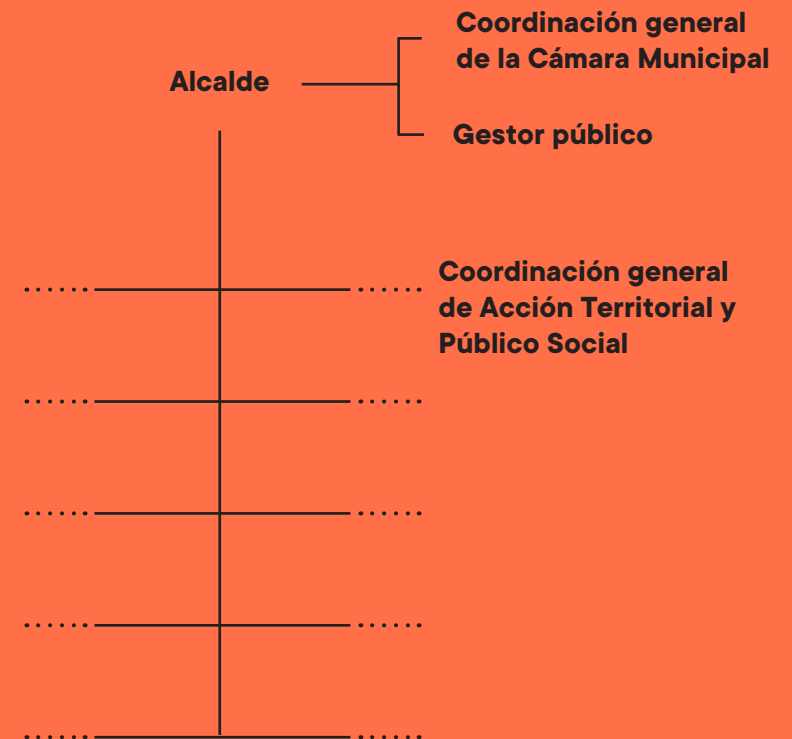 Coordinación general
de la Cámara Municipal
Alcalde
Gestor público
Coordinación general
de Acción Territorial y
Público Social